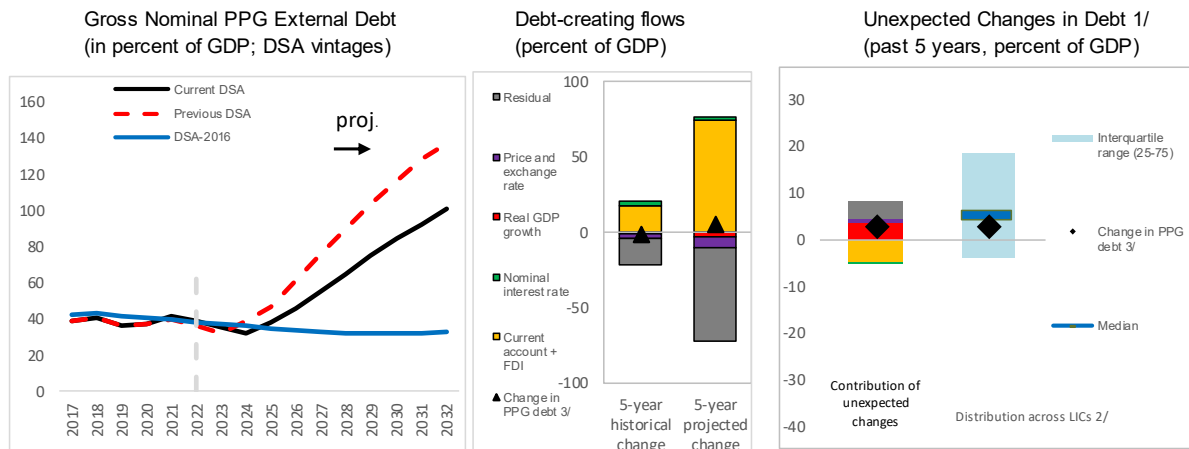 Gross Nominal PPG External Debt
(in percent of GDP; DSA vintages)
160
140
120
100
80
60
40
20
0
Current DSA
Previous DSA
DSA-2016
proj.
2017
2018
2019
2020
2021
2022
2023
2024
2025
2026
2027
2028
2029
2030
2031
2032
Debt-creating flows
(percent of GDP)
Residual
Price and
exchange
rate
Real GDP
growth
Nominal
interest rate
Current
account +
FDI
Change in
PPG debt 3/
100
50
0
-50
-100
5-year
historical
change
5-year
projected
change
Unexpected Changes in Debt 1/
(past 5 years, percent of GDP)
30
20
10
0
-10
-20
-30
-40
Interquartile
range (25-75)
Change in PPG
debt 3/
Median
Contribution of
unexpected
changes
Distribution across LICs 2/